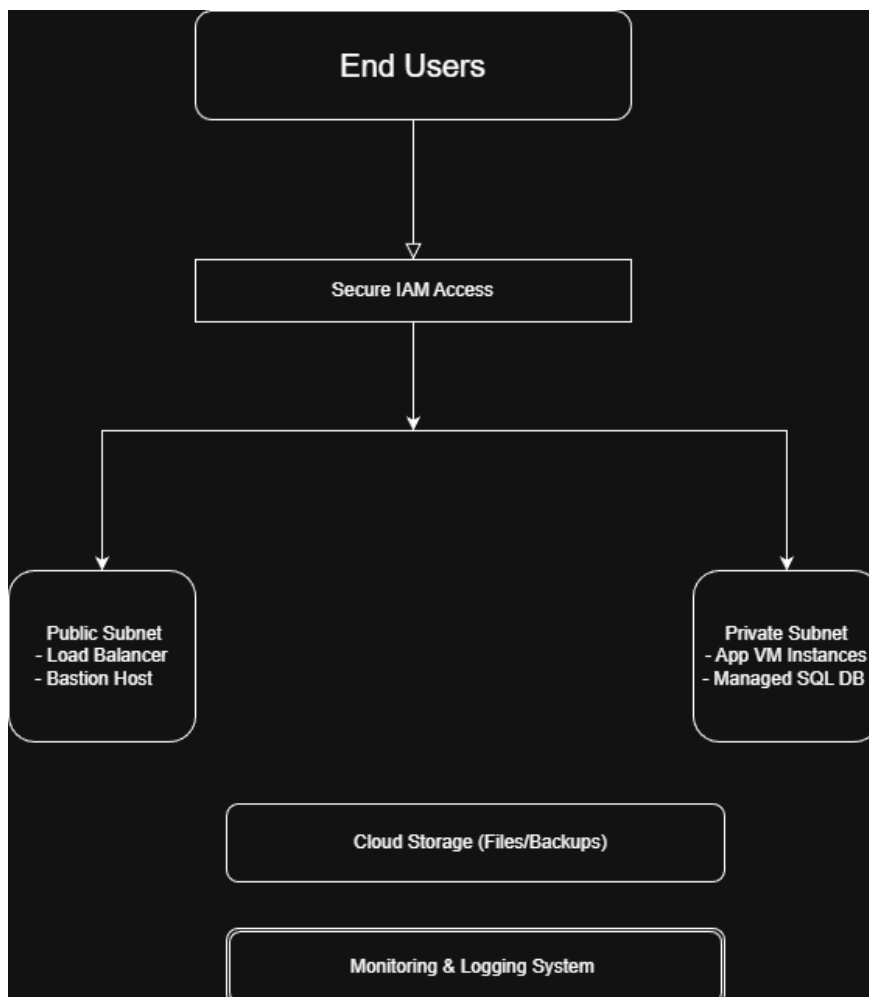 End Users
Secure IAM Access
Public Subnet
- Load Balancer
- Bastion Host
Private Subnet
- App VM Instances
- Managed SQL DB
Cloud Storage (Files/Backups)
Monitoring & Logging System